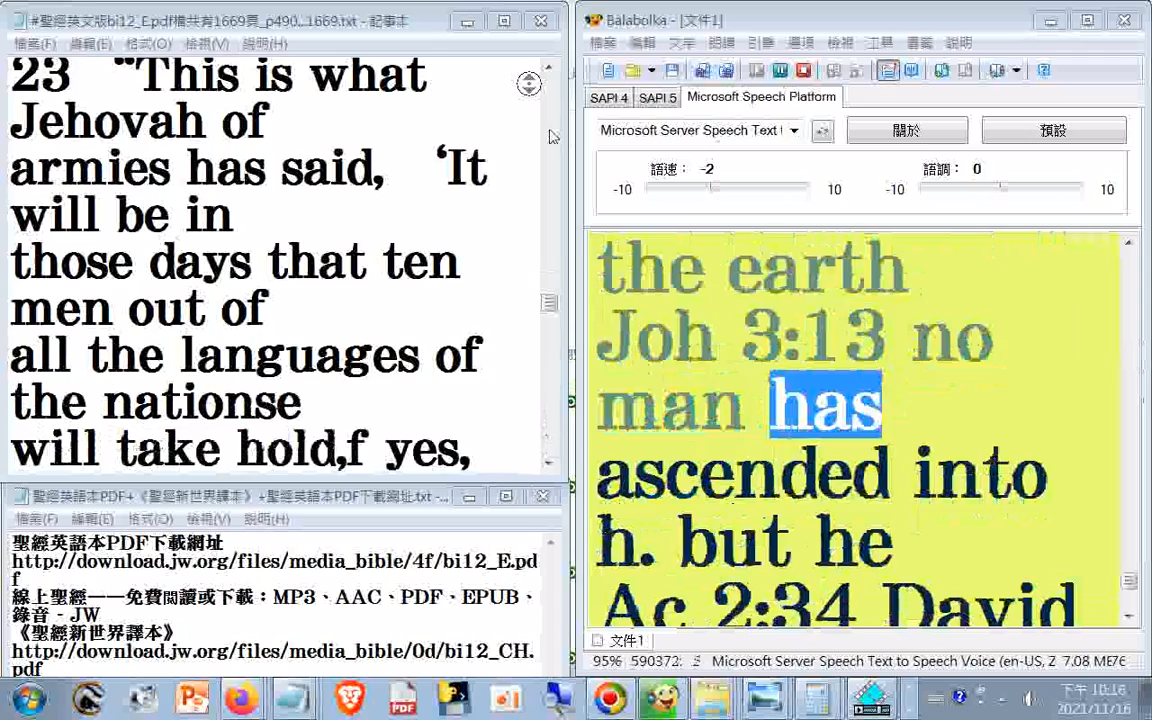 #聖經英文版bi12_E.pdf檔共有1669頁_p490...1669.txt - 記事本
檔案(F) 編輯(E) 格式(O) 檢視(V) 說明(H)
23 “This is what
Jehovah of
armies has said, ‘It
will be in
those days that ten
men out of
all the languages of
the nationse
will take hold,f yes,
聖經英語本PDF+《聖經新世界譯本》+聖經英語本PDF下載網址.txt -...
檔案(F) 編輯(E) 格式(O) 檢視(V) 說明(H)
聖經英語本PDF下載網址
http://download.jw.org/files/media_bible/4f/bi12_E.pd
f
線上聖經——免費閱讀或下載：MP3、AAC、PDF、EPUB、
錄音 - JW
《聖經新世界譯本》
http://download.jw.org/files/media_bible/0d/bi12_CH.
pdf
Balabolka - [文件1]
檔案 編輯 文字 朗讀 引擎 選項 檢視 工具 書籤 說明
SAPI 4 SAPI 5 Microsoft Speech Platform
Microsoft Server Speech Text 關於 預設
語速： -2 語調： 0
-10 10 -10 10
the earth
Joh 3:13 no
man has
ascended into
h. but he
Ac 2:34 David
文件1
95% 590372: Microsoft Server Speech Text to Speech Voice (en-US, Z 7.08 ME
下午 10:16
2021/11/16